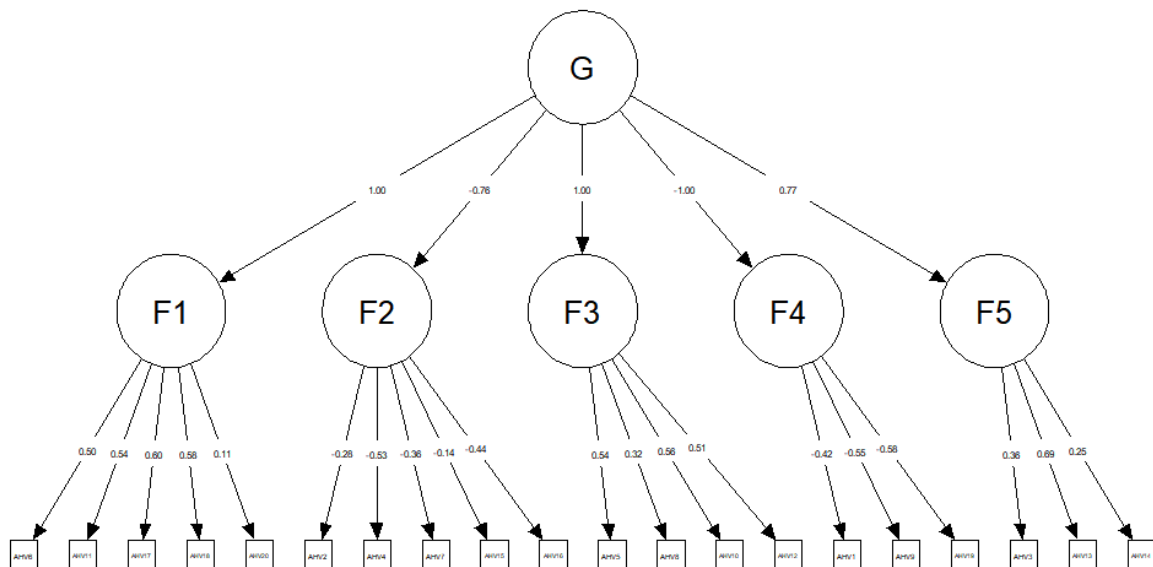 G
1.00 -0.76 1.00 -1.00 0.77
F1 F2 F3 F4 F5
0.50 0.54 0.60 0.58 0.11 -0.28 -0.53 -0.36 -0.14 -0.44 0.54 0.32 0.56 0.51 -0.42 -0.55 -0.58 0.36 0.69 0.25
AHV6 AHV11 AHV17 AHV18 AHV20 AHV2 AHV4 AHV7 AHV15 AHV16 AHV5 AHV8 AHV10 AHV12 AHV1 AHV9 AHV19 AHV3 AHV13 AHV14